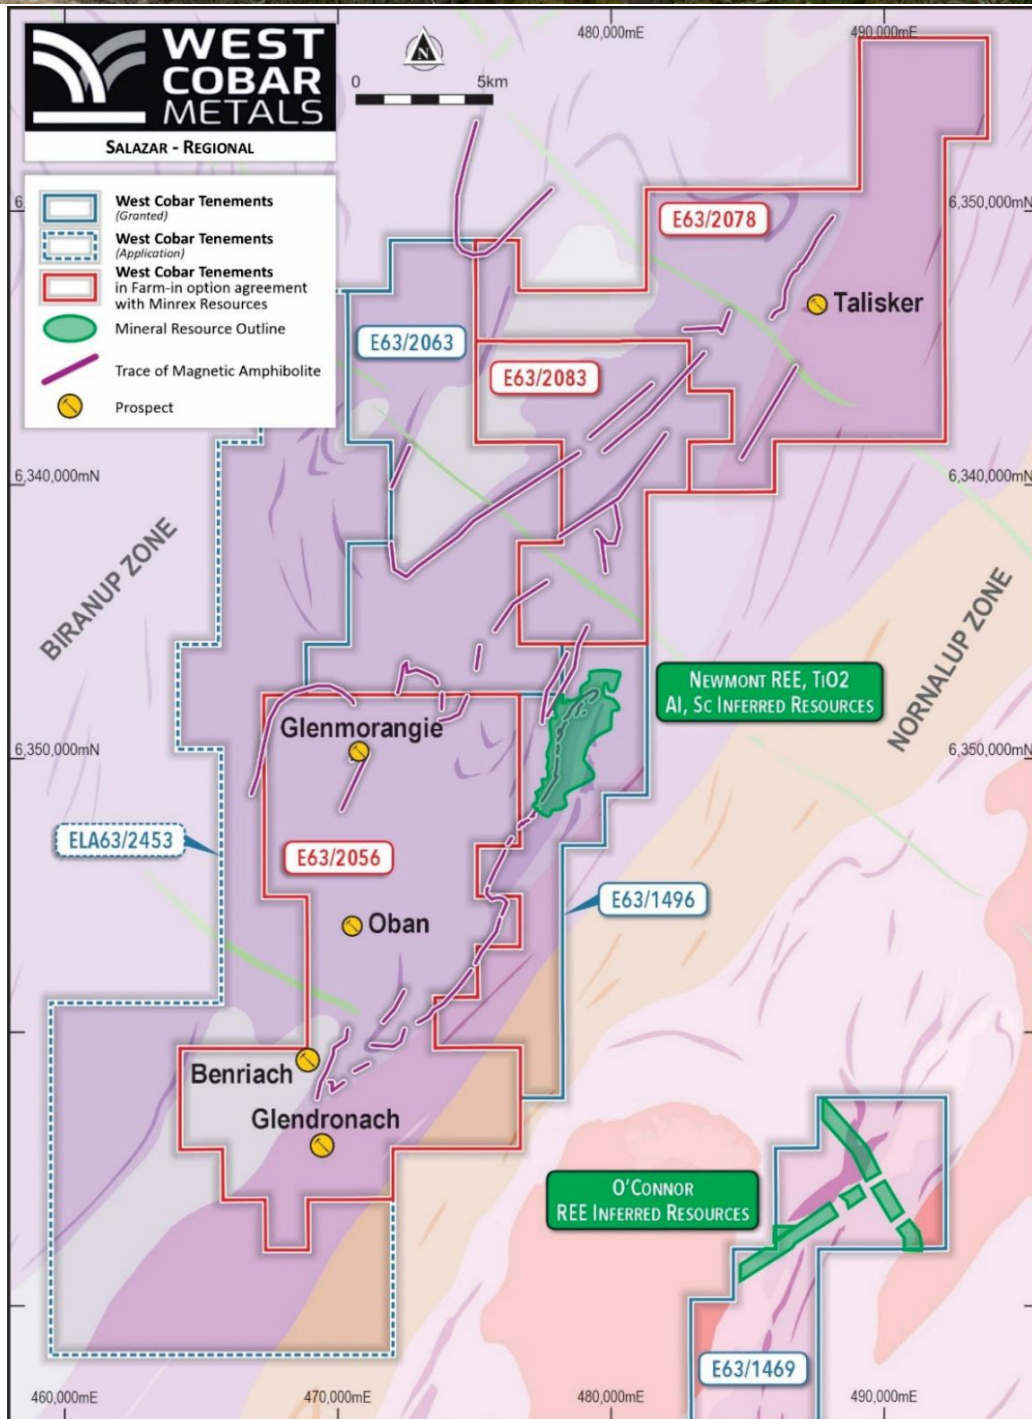 WEST
COBAR
METALS
SALAZAR - REGIONAL
N
0 5km
West Cobar Tenements
(Granted)
West Cobar Tenements
(Application)
West Cobar Tenements
in Farm-in option agreement
with Minrex Resources
Mineral Resource Outline
Trace of Magnetic Amphibolite
Prospect
480,000mE
490,000mE
6,350,000mN
E63/2078
Talisker
E63/2063
E63/2083
6,340,000mN
6,340,000mN
BIRANUP ZONE
NORNALUP ZONE
NEWMONT REE, TIO2
AL, SC INFERRED RESOURCES
Glenmorangie
6,350,000mN
6,350,000mN
ELA63/2453
E63/2056
E63/1496
Oban
Benriach
Glendronach
O'CONNOR
REE INFERRED RESOURCES
E63/1469
460,000mE
470,000mE
480,000mE
490,000mE